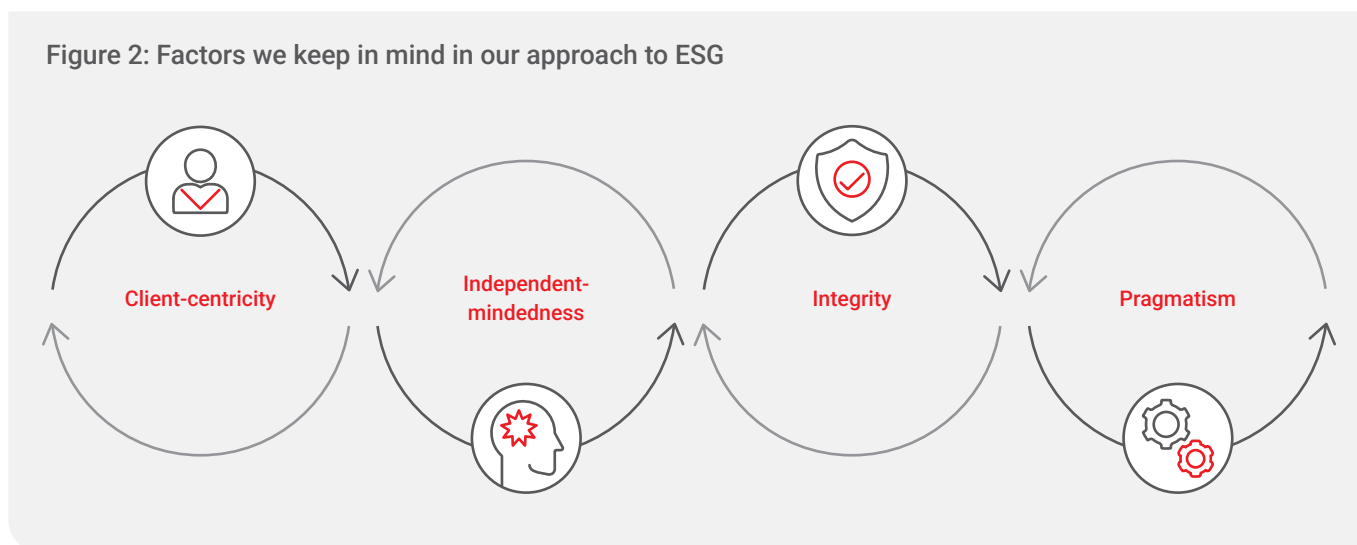 Figure 2: Factors we keep in mind in our approach to ESG
Client-centricity
Independent-
mindedness
Integrity
Pragmatism